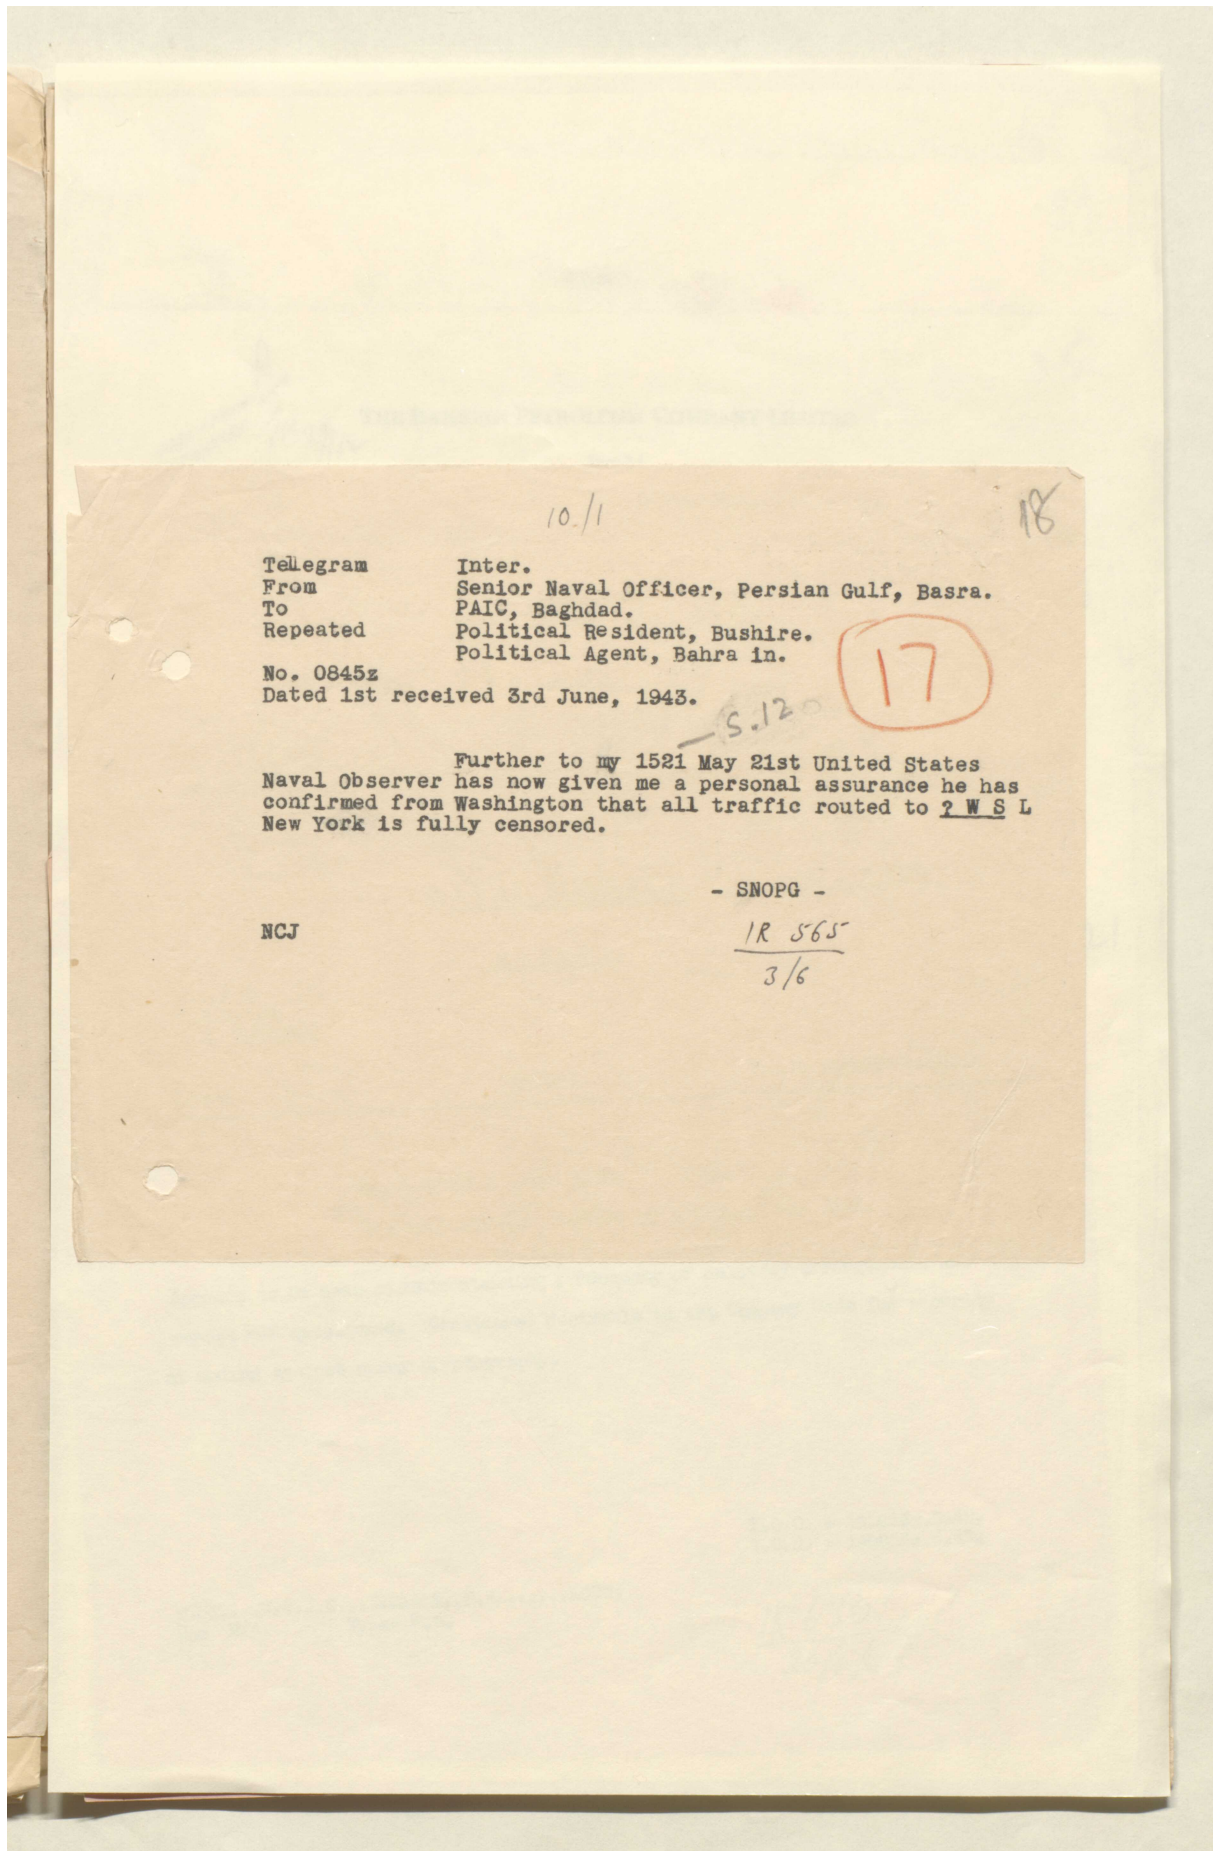 10./1
18
Telegram Inter.
From Senior Naval Officer, Persian Gulf, Basra.
To PAIC, Baghdad.
Repeated Political Resident, Bushire.
Political Agent, Bahra in.
17
No. 0845z
Dated 1st received 3rd June, 1943.
S.12
Further to my 1521 May 21st United States
Naval Observer has now given me a personal assurance he has
confirmed from Washington that all traffic routed to ? W S L
New York is fully censored.
- SNOPG -
NCJ
IR 565
3/6